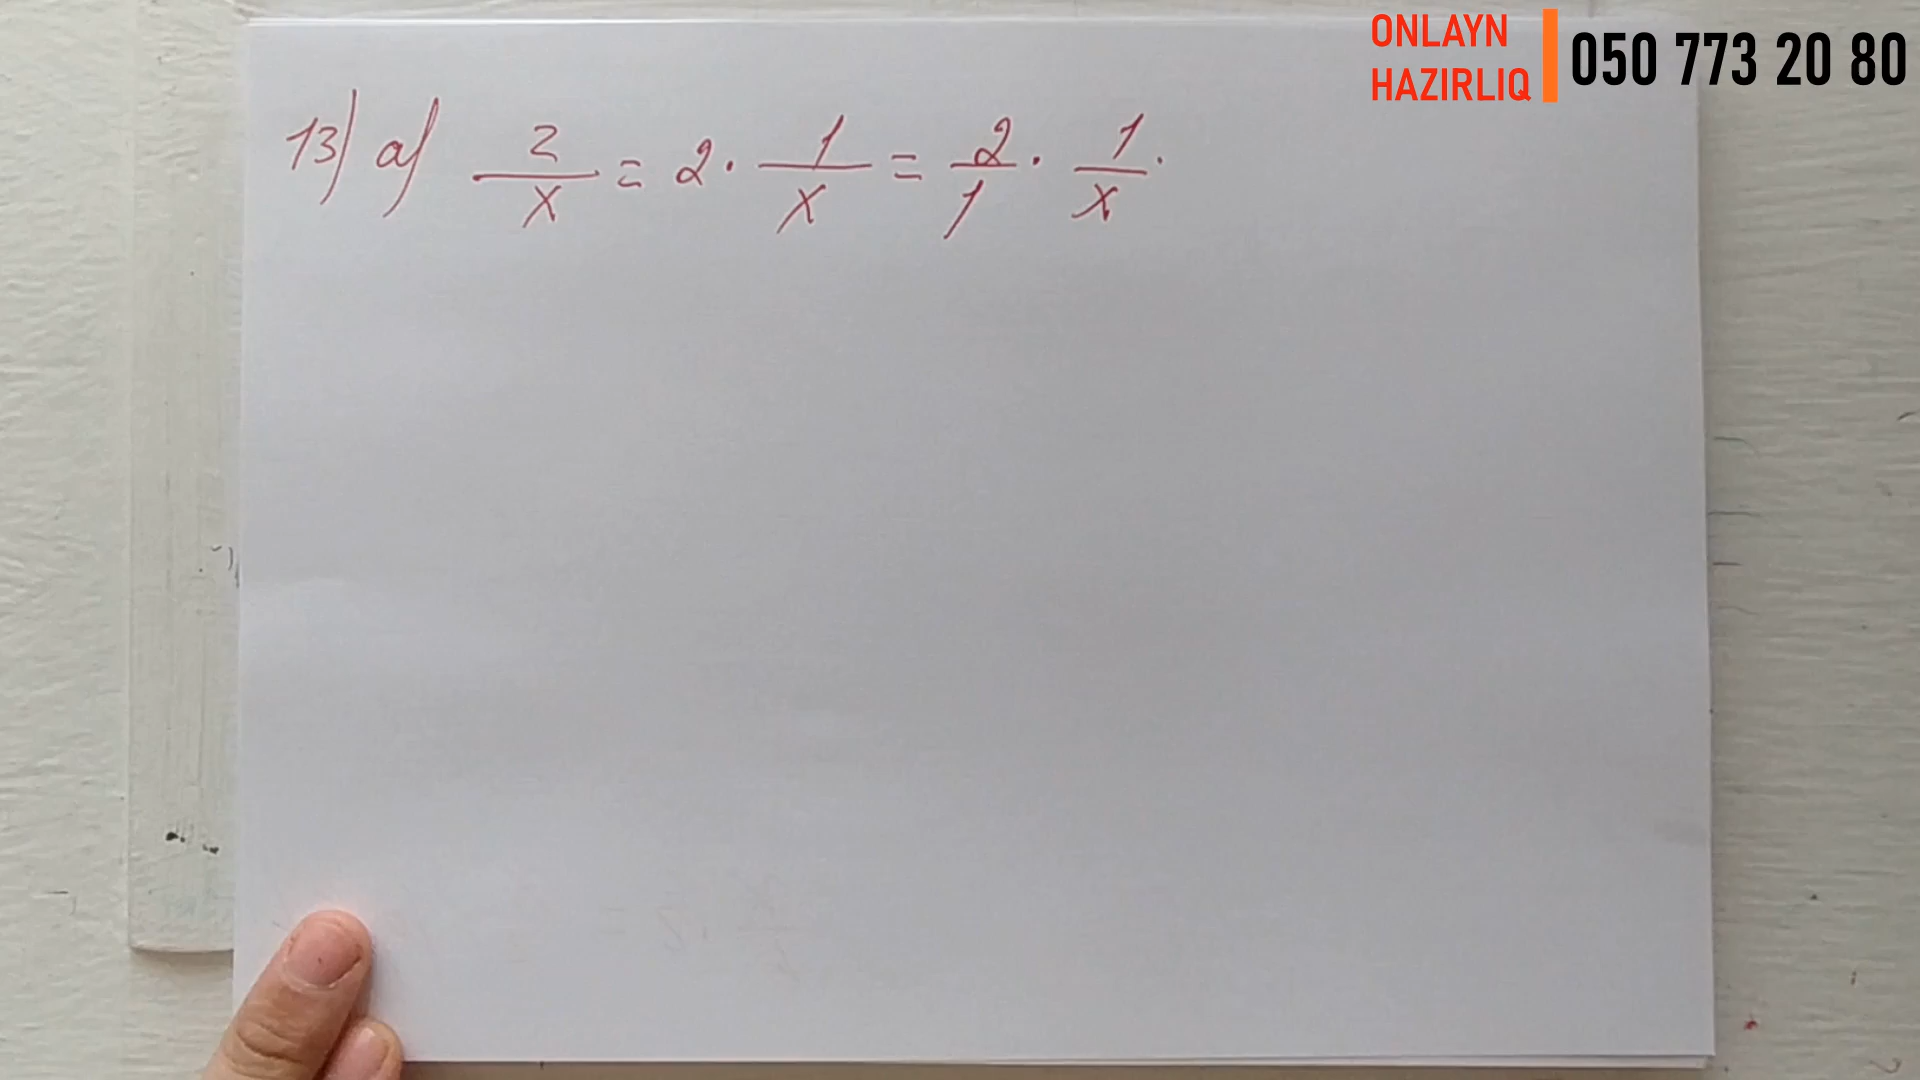 ONLAYN
HAZIRLIQ
050 773 20 80
13) a) 2/x = 2 · 1/x = 2/1 · 1/x ·